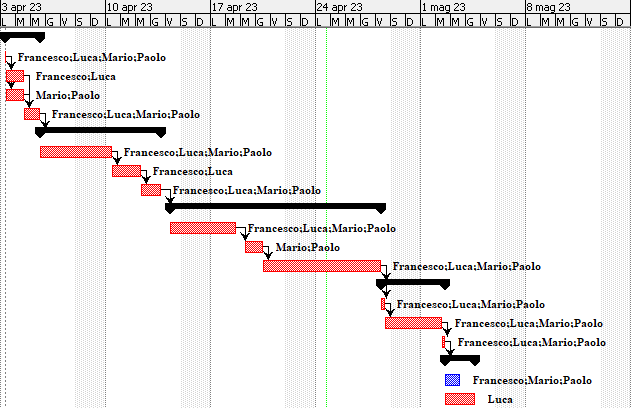 3 apr 23 10 apr 23 17 apr 23 24 apr 23 1 mag 23 8 mag 23
L M M G V S D L M M G V S D L M M G V S D L M M G V S D L M M G V S D L M M G V S D
Francesco;Luca;Mario;Paolo
Francesco;Luca
Mario;Paolo
Francesco;Luca;Mario;Paolo
Francesco;Luca;Mario;Paolo
Francesco;Luca
Francesco;Luca;Mario;Paolo
Francesco;Luca;Mario;Paolo
Mario;Paolo
Francesco;Luca;Mario;Paolo
Francesco;Luca;Mario;Paolo
Francesco;Luca;Mario;Paolo
Francesco;Luca;Mario;Paolo
Francesco;Mario;Paolo
Luca